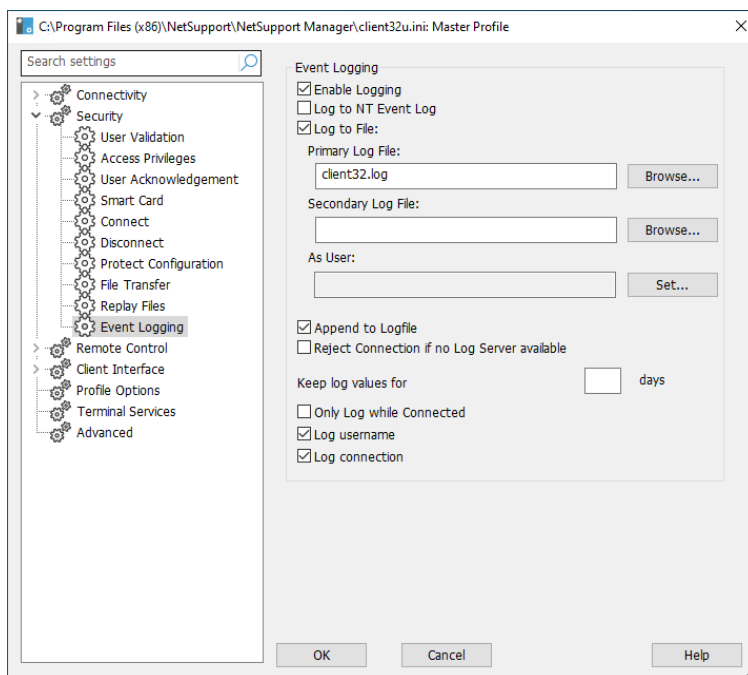 C:\Program Files (x86)\NetSupport\NetSupport Manager\client32u.ini: Master Profile
Search settings
Connectivity
Security
User Validation
Access Privileges
User Acknowledgement
Smart Card
Connect
Disconnect
Protect Configuration
File Transfer
Replay Files
Event Logging
Remote Control
Client Interface
Profile Options
Terminal Services
Advanced
Event Logging
Enable Logging
Log to NT Event Log
Log to File:
Primary Log File:
client32.log
Browse...
Secondary Log File:
Browse...
As User:
Set...
Append to Logfile
Reject Connection if no Log Server available
Keep log values for days
Only Log while Connected
Log username
Log connection
OK Cancel Help